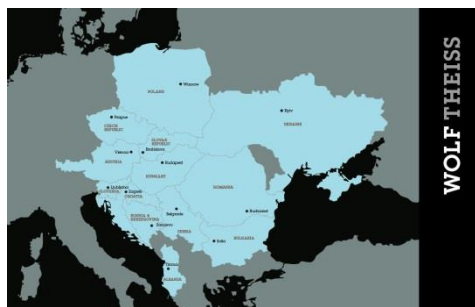 POLAND
Warsaw
Kyiv
UKRAINE
Prague
CZECH
REPUBLIC
SLOVAK
REPUBLIC
Vienna
Bratislava
AUSTRIA
Budapest
HUNGARY
ROMANIA
Ljubljana
SLOVENIA
Zagreb
CROATIA
Bucharest
BOSNIA &
HERZEGOVINA
Belgrade
Sarajevo
SERBIA
Sofia
BULGARIA
Tirana
ALBANIA
WOLF THEISS